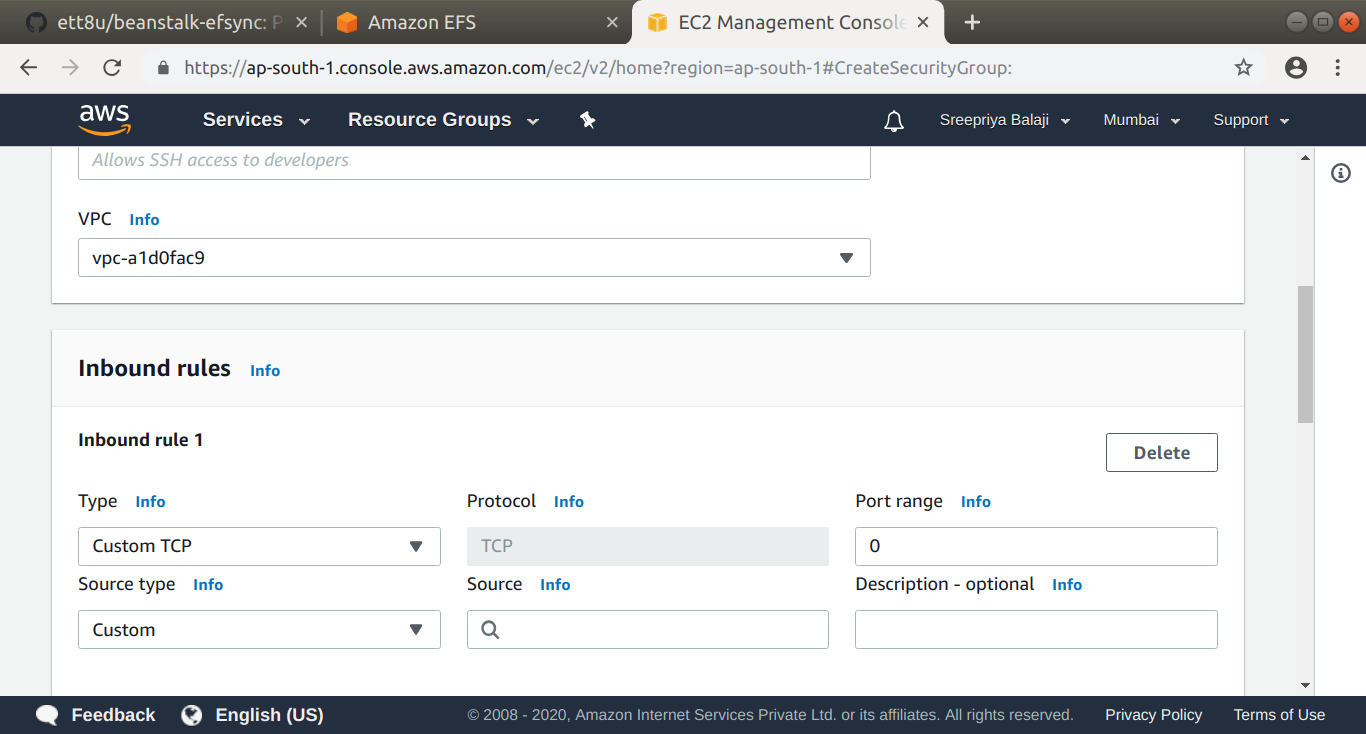 ett8u/beanstalk-efsync: P
Amazon EFS
EC2 Management Console
https://ap-south-1.console.aws.amazon.com/ec2/v2/home?region=ap-south-1#CreateSecurityGroup:
aws
Services
Resource Groups
Sreepriya Balaji
Mumbai
Support
Allows SSH access to developers
VPC Info
vpc-a1d0fac9
Inbound rules Info
Inbound rule 1
Delete
Type Info
Protocol Info
Port range Info
Custom TCP
TCP
0
Source type Info
Source Info
Description - optional Info
Custom
Feedback
English (US)
© 2008 - 2020, Amazon Internet Services Private Ltd. or its affiliates. All rights reserved.
Privacy Policy
Terms of Use